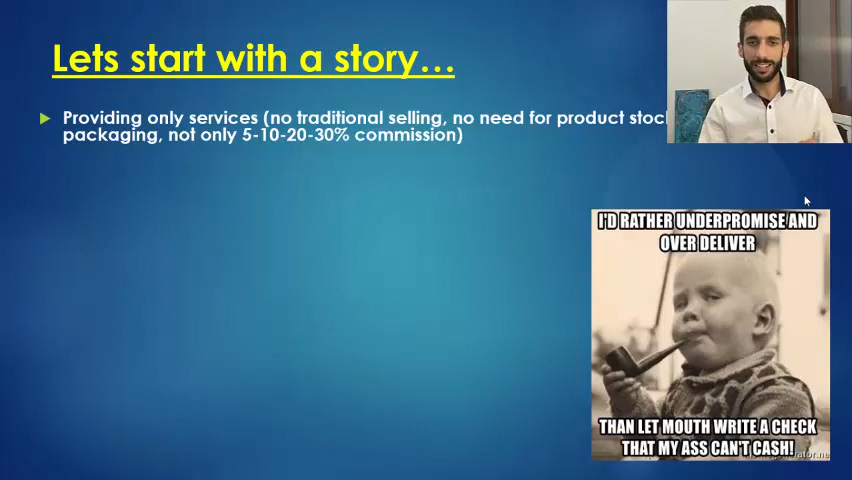 Lets start with a story...
Providing only services (no traditional selling, no need for product stock
packaging, not only 5-10-20-30% commission)
I'D RATHER UNDERPROMISE AND
OVER DELIVER
THAN LET MOUTH WRITE A CHECK
THAT MY ASS CAN'T CASH!